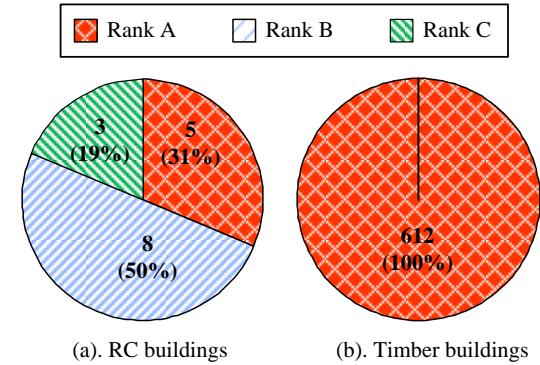 Rank A Rank B Rank C
3
(19%)
5
(31%)
8
(50%)
612
(100%)
(a). RC buildings
(b). Timber buildings